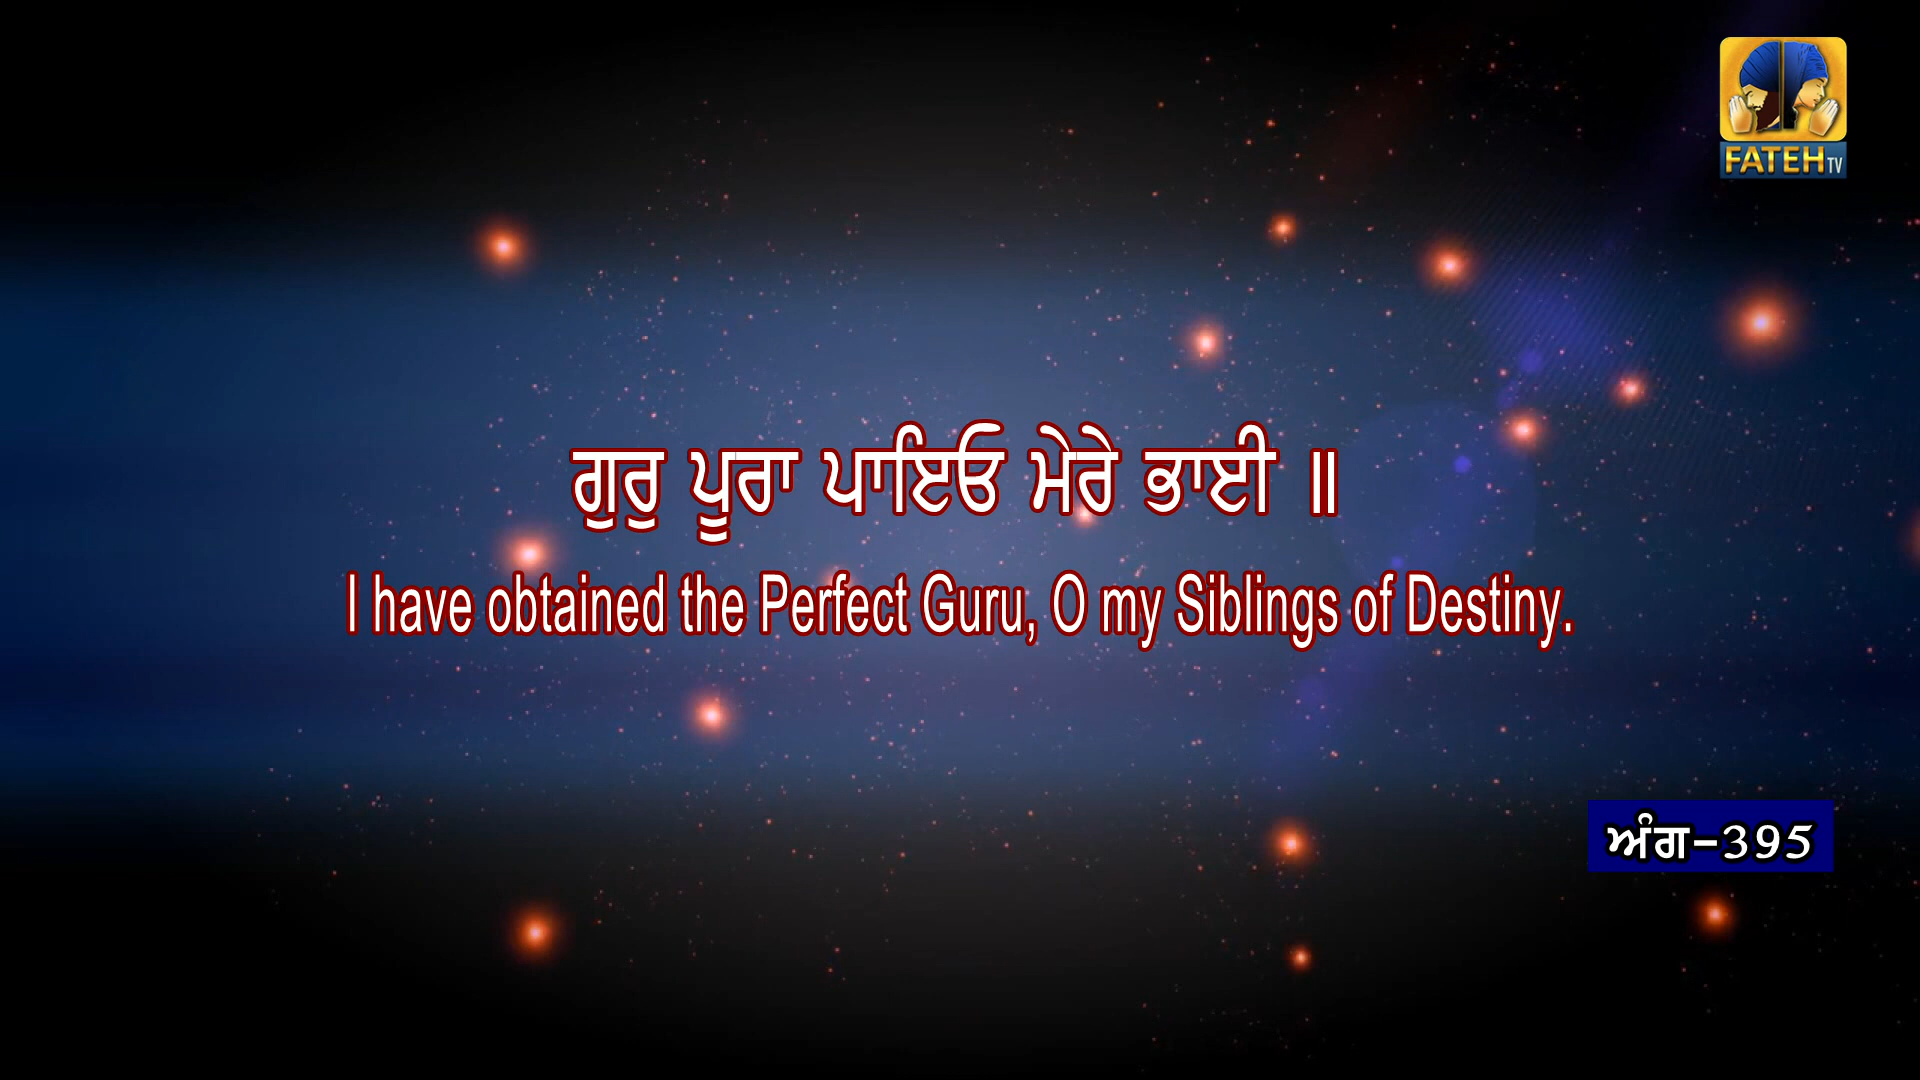 FATEH TV
ਗੁਰੁ ਪੂਰਾ ਪਾਇਓ ਮੇਰੇ ਭਾਈ ॥
I have obtained the Perfect Guru, O my Siblings of Destiny.
ਅੰਗ-395